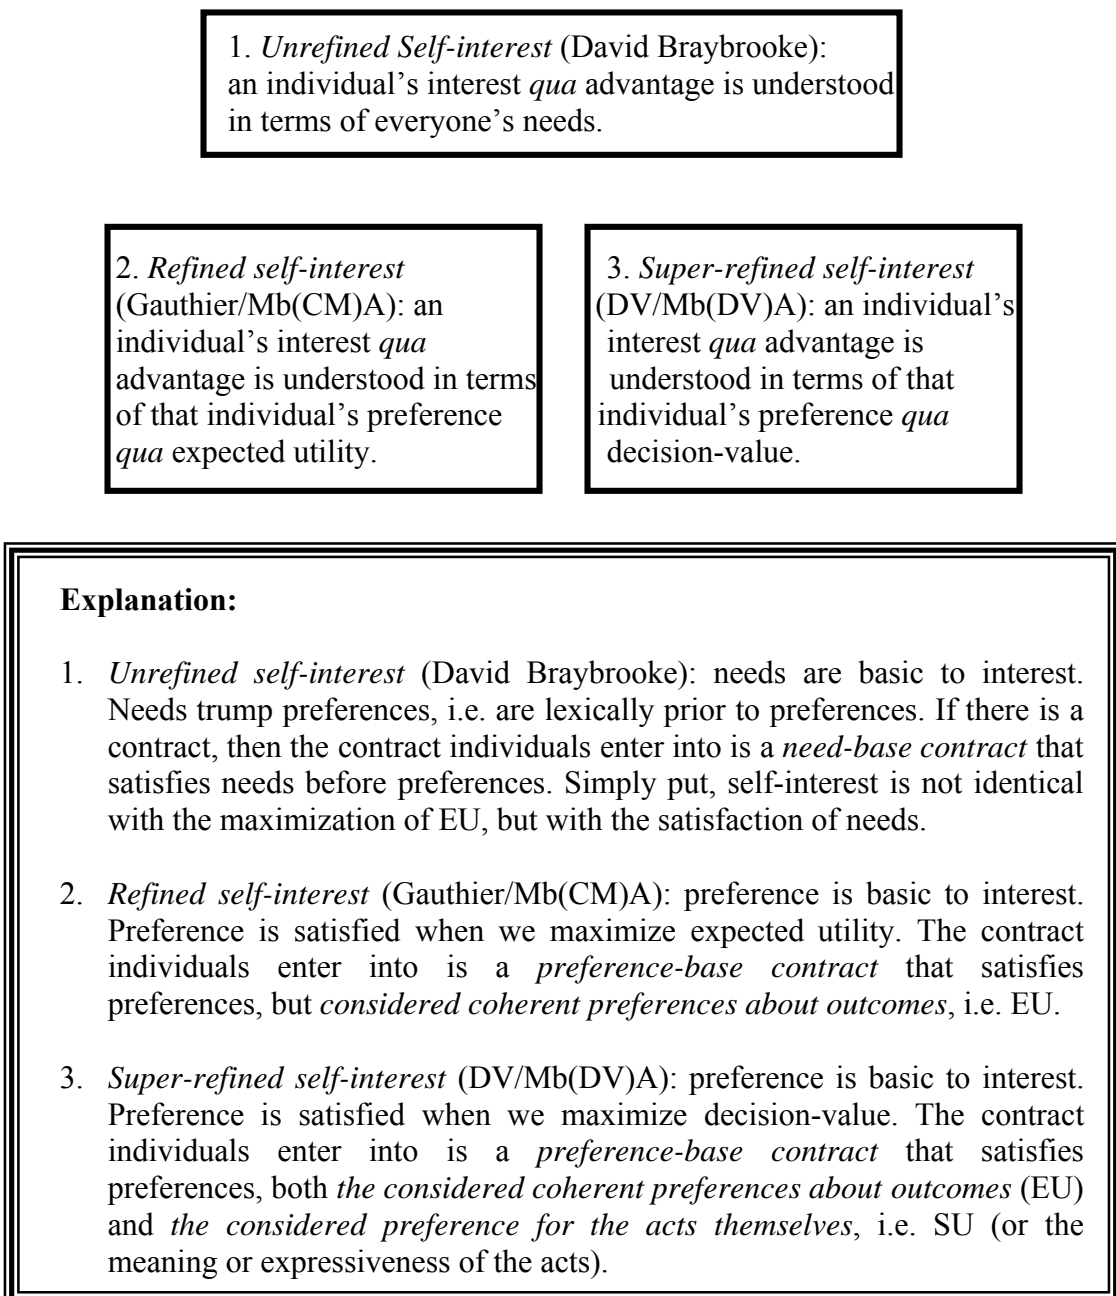 1. Unrefined Self-interest (David Braybrooke):
an individual’s interest qua advantage is understood
in terms of everyone’s needs.
2. Refined self-interest
(Gauthier/Mb(CM)A): an
individual’s interest qua
advantage is understood in terms
of that individual’s preference
qua expected utility.
3. Super-refined self-interest
(DV/Mb(DV)A): an individual’s
interest qua advantage is
understood in terms of that
individual’s preference qua
decision-value.
Explanation:
1. Unrefined self-interest (David Braybrooke): needs are basic to interest.
Needs trump preferences, i.e. are lexically prior to preferences. If there is a
contract, then the contract individuals enter into is a need-base contract that
satisfies needs before preferences. Simply put, self-interest is not identical
with the maximization of EU, but with the satisfaction of needs.
2. Refined self-interest (Gauthier/Mb(CM)A): preference is basic to interest.
Preference is satisfied when we maximize expected utility. The contract
individuals enter into is a preference-base contract that satisfies
preferences, but considered coherent preferences about outcomes, i.e. EU.
3. Super-refined self-interest (DV/Mb(DV)A): preference is basic to interest.
Preference is satisfied when we maximize decision-value. The contract
individuals enter into is a preference-base contract that satisfies
preferences, both the considered coherent preferences about outcomes (EU)
and the considered preference for the acts themselves, i.e. SU (or the
meaning or expressiveness of the acts).